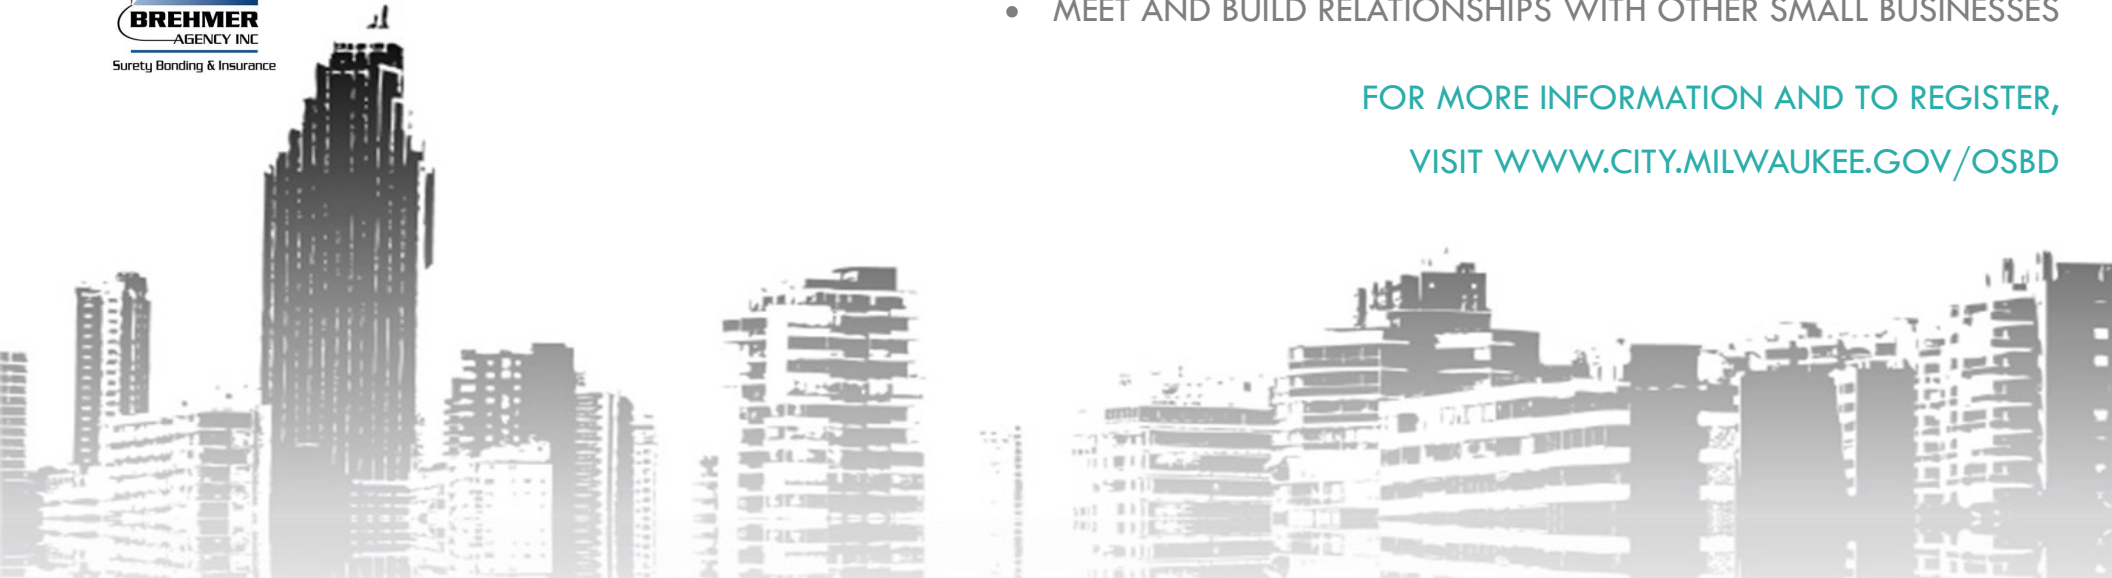 BREHMER
AGENCY INC
Surety Bonding & Insurance
• MEET AND BUILD RELATIONSHIPS WITH OTHER SMALL BUSINESSES
FOR MORE INFORMATION AND TO REGISTER,
VISIT WWW.CITY.MILWAUKEE.GOV/OSBD